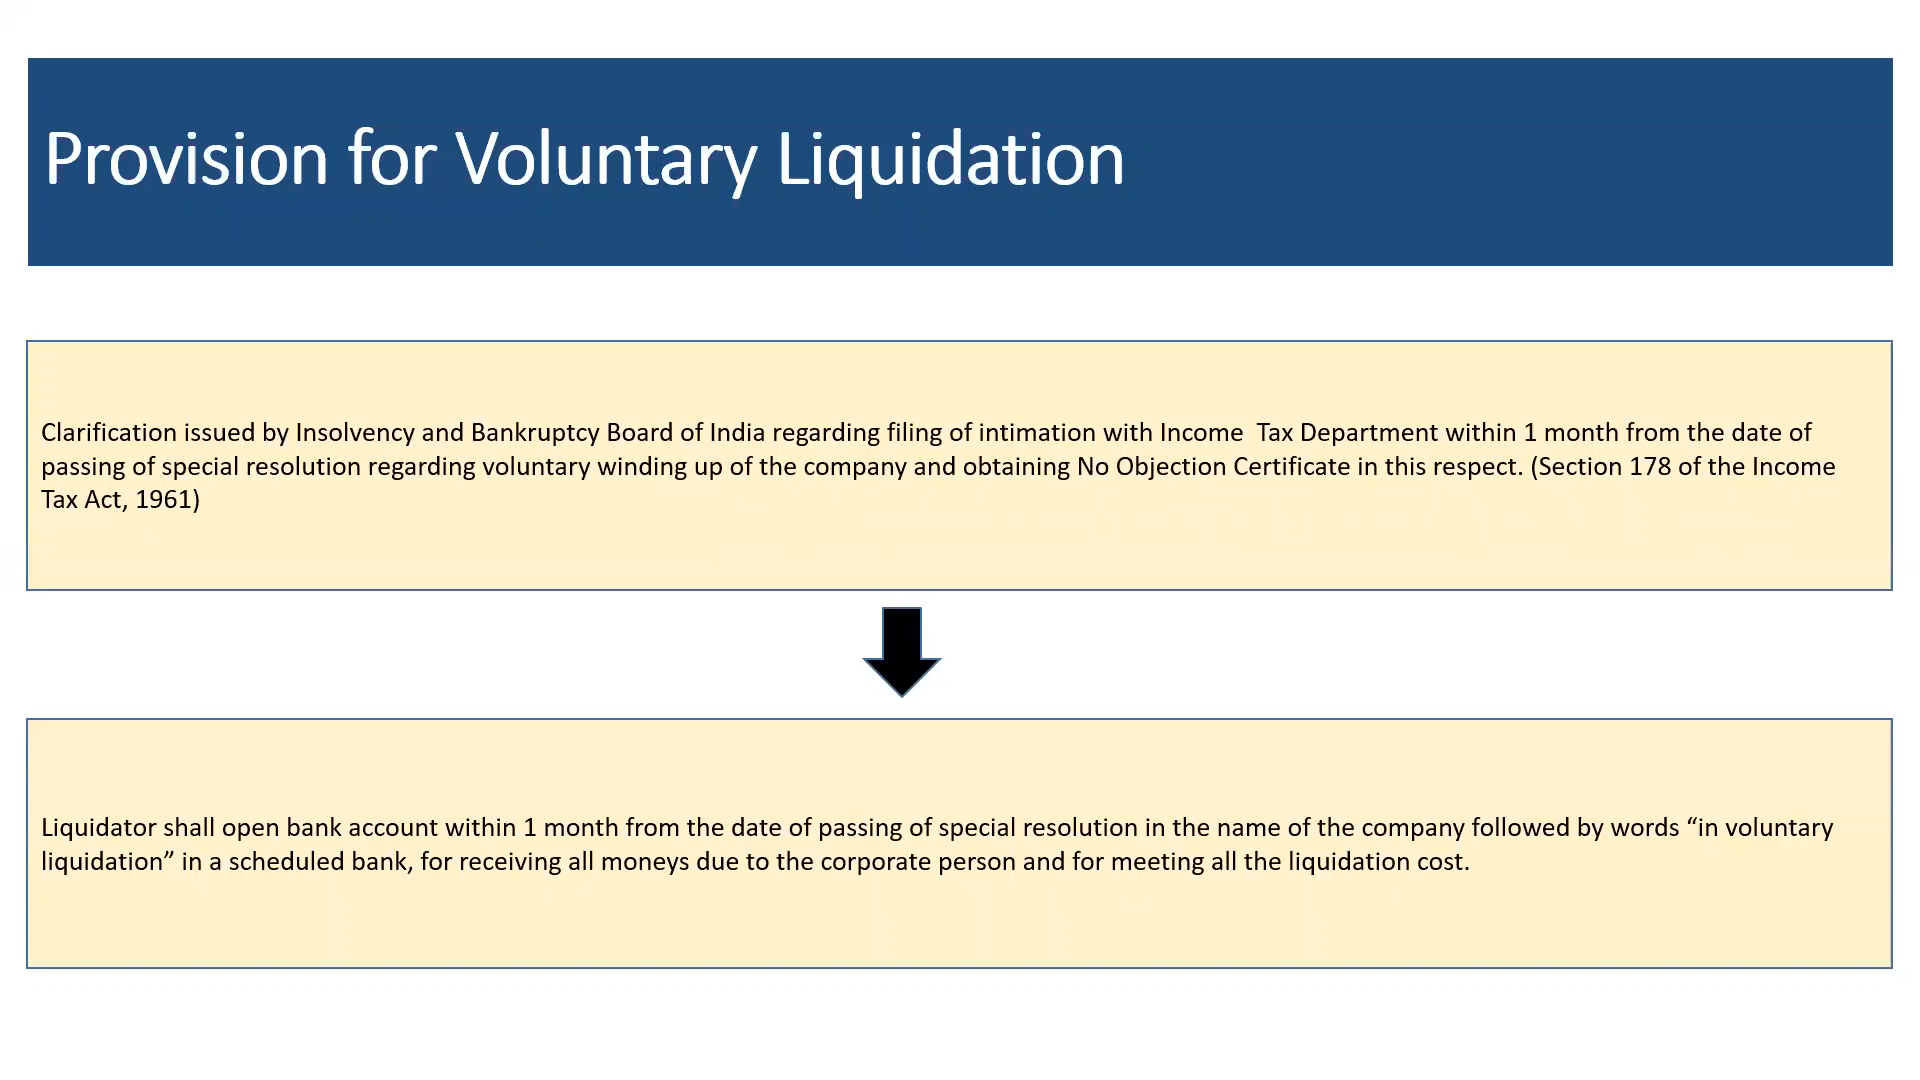 Provision for Voluntary Liquidation
Clarification issued by Insolvency and Bankruptcy Board of India regarding filing of intimation with Income  Tax Department within 1 month from the date of
passing of special resolution regarding voluntary winding up of the company and obtaining No Objection Certificate in this respect. (Section 178 of the Income
Tax Act, 1961)
Liquidator shall open bank account within 1 month from the date of passing of special resolution in the name of the company followed by words “in voluntary
liquidation” in a scheduled bank, for receiving all moneys due to the corporate person and for meeting all the liquidation cost.